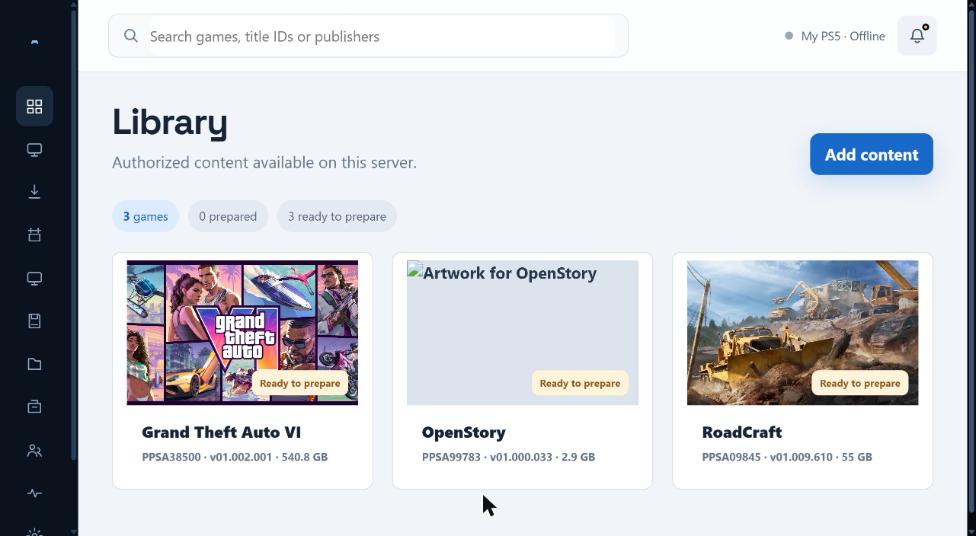 Search games, title IDs or publishers
My PS5 · Offline
Library
Authorized content available on this server.
Add content
3 games
0 prepared
3 ready to prepare
grand
theft
auto
VI
Ready to prepare
Artwork for OpenStory
Ready to prepare
Ready to prepare
Grand Theft Auto VI
PPSA38500 · v01.002.001 · 540.8 GB
OpenStory
PPSA99783 · v01.000.033 · 2.9 GB
RoadCraft
PPSA09845 · v01.009.610 · 55 GB